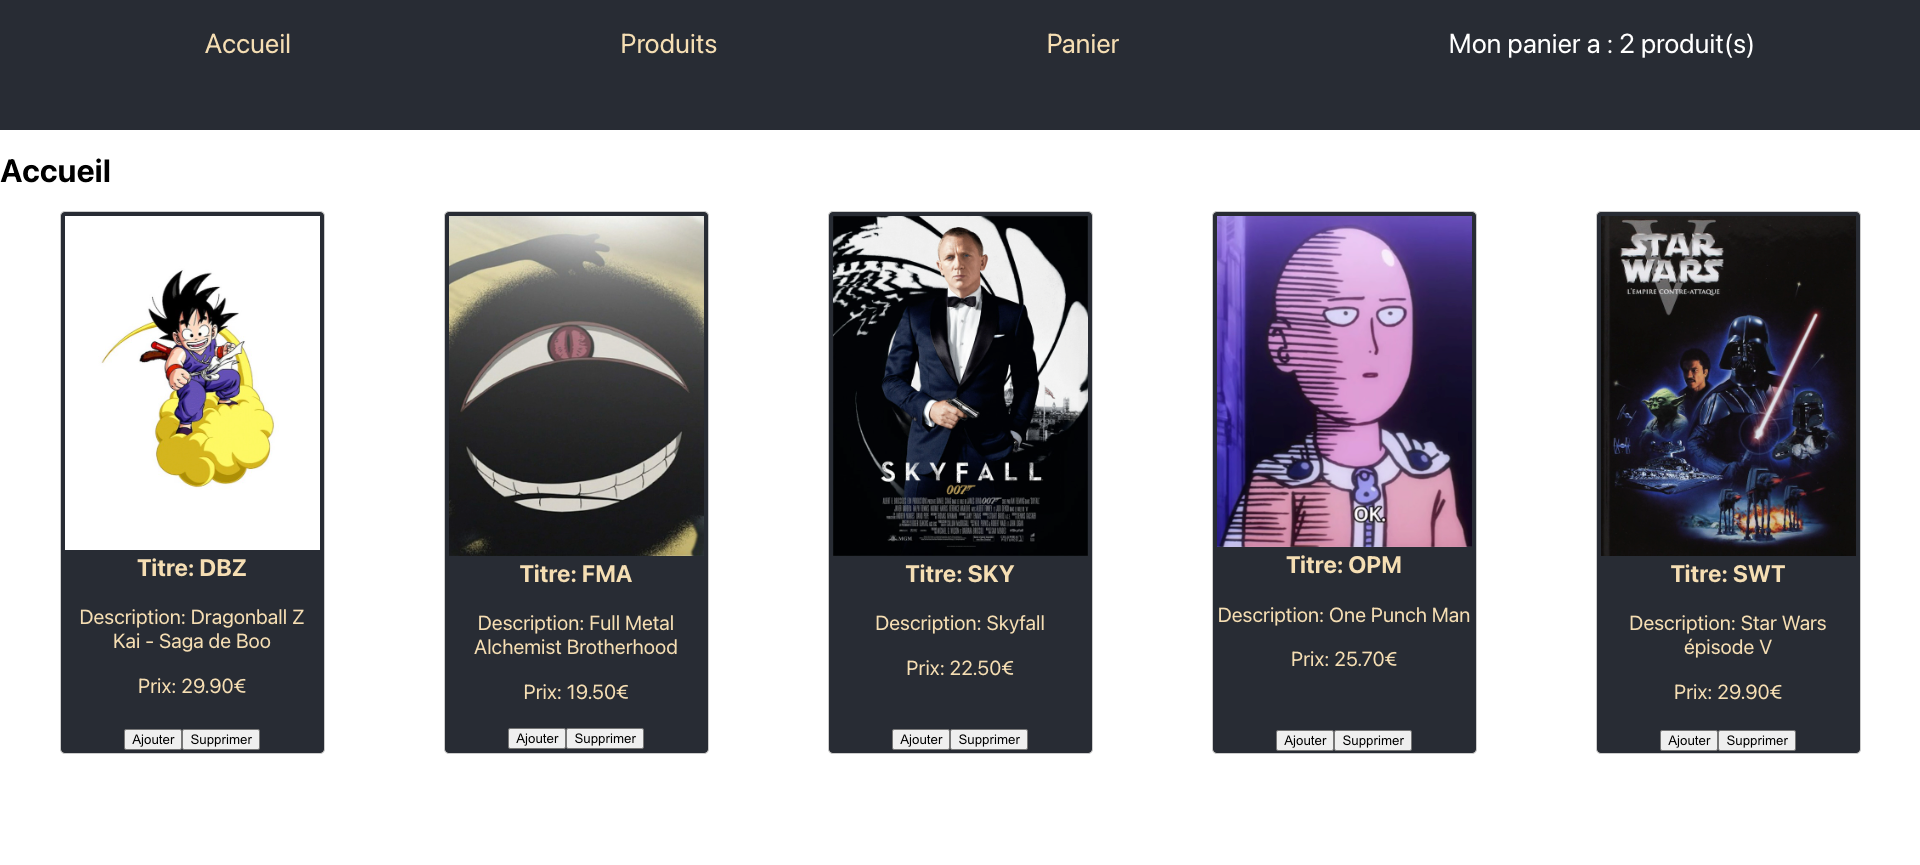 Accueil
Produits
Panier
Mon panier a : 2 produit(s)
Accueil
Titre: DBZ
Description: Dragonball Z
Kai - Saga de Boo
Prix: 29.90€
Ajouter Supprimer
Titre: FMA
Description: Full Metal
Alchemist Brotherhood
Prix: 19.50€
Ajouter Supprimer
SKYFALL
007
MGM
Titre: SKY
Description: Skyfall
Prix: 22.50€
Ajouter Supprimer
OK.
Titre: OPM
Description: One Punch Man
Prix: 25.70€
Ajouter Supprimer
V
STAR
WARS
L'EMPIRE CONTRE-ATTAQUE
Titre: SWT
Description: Star Wars
épisode V
Prix: 29.90€
Ajouter Supprimer